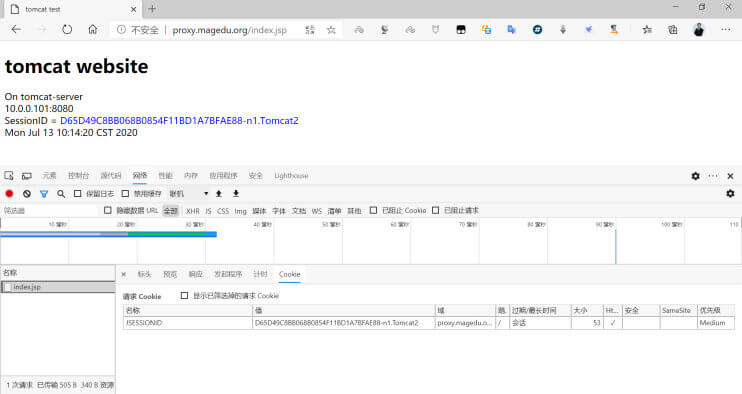 tomcat test
不安全 | proxy.magedu.org/index.jsp
tomcat website
On tomcat-server
10.0.0.101:8080
SessionID = D65D49C8BB068B0854F11BD1A7BFAE88-n1.Tomcat2
Mon Jul 13 10:14:20 CST 2020
元素 控制台 源代码 网络 性能 内存 应用程序 安全 Lighthouse
保留日志 禁用缓存 联机
筛选器 隐藏数据 URL 全部 XHR JS CSS Img 媒体 字体 文档 WS 清单 其他 已阻止 Cookie 已阻止请求
10 毫秒 20 毫秒 30 毫秒 40 毫秒 50 毫秒 60 毫秒 70 毫秒 80 毫秒 90 毫秒 100 毫秒 110
名称 × 标头 预览 响应 发起程序 计时 Cookie
index.jsp
请求 Cookie 显示已筛选掉的请求 Cookie
名称 值 域 路. 过期/最长时间 大小 Ht... 安全 SameSite 优先级
JSESSIONID D65D49C8BB068B0854F11BD1A7BFAE88-n1.Tomcat2 proxy.magedu.o... / 会话 53 ✓ Medium
1 次请求 已传输 505 B 340 B 资源